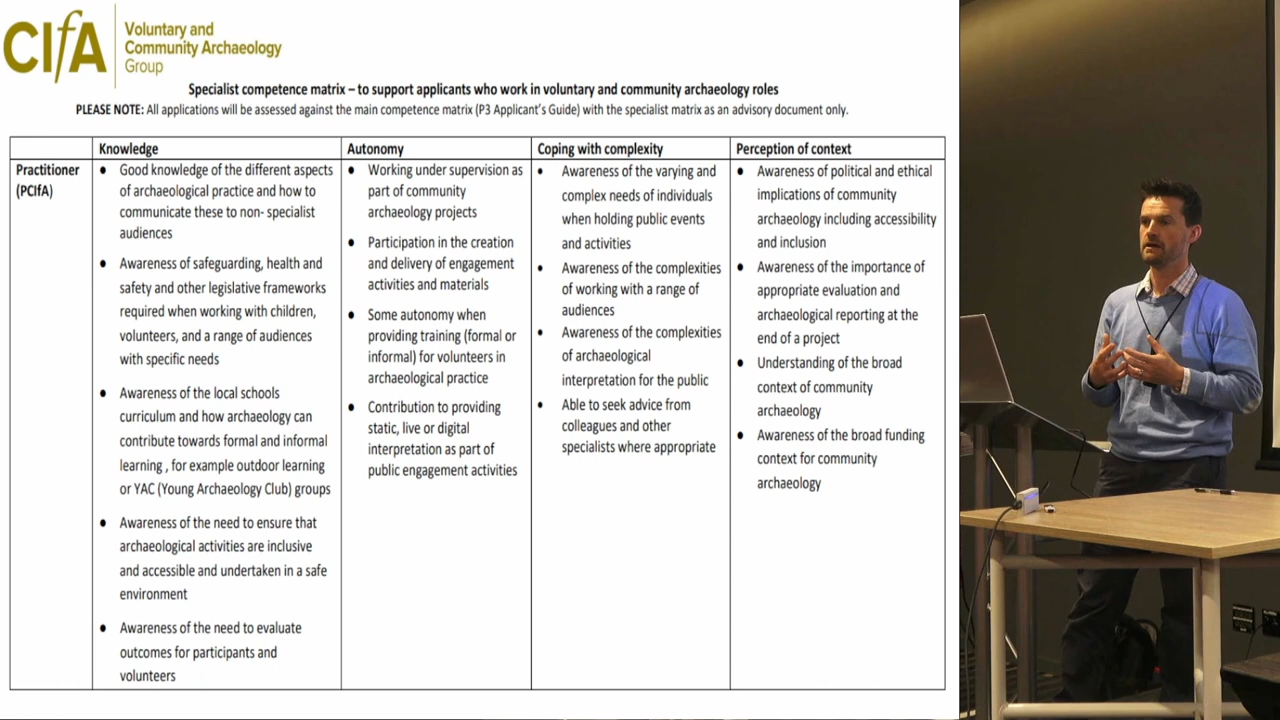 CIfA
Voluntary and
Community Archaeology
Group
Specialist competence matrix – to support applicants who work in voluntary and community archaeology roles
PLEASE NOTE: All applications will be assessed against the main competence matrix (P3 Applicant's Guide) with the specialist matrix as an advisory document only.
Knowledge
Autonomy
Coping with complexity
Perception of context
Practitioner
(PCIfA)
● Good knowledge of the different aspects
of archaeological practice and how to
communicate these to non- specialist
audiences
● Awareness of safeguarding, health and
safety and other legislative frameworks
required when working with children,
volunteers, and a range of audiences
with specific needs
● Awareness of the local schools
curriculum and how archaeology can
contribute towards formal and informal
learning , for example outdoor learning
or YAC (Young Archaeology Club) groups
● Awareness of the need to ensure that
archaeological activities are inclusive
and accessible and undertaken in a safe
environment
● Awareness of the need to evaluate
outcomes for participants and
volunteers
● Working under supervision as
part of community
archaeology projects
● Participation in the creation
and delivery of engagement
activities and materials
● Some autonomy when
providing training (formal or
informal) for volunteers in
archaeological practice
● Contribution to providing
static, live or digital
interpretation as part of
public engagement activities
● Awareness of the varying and
complex needs of individuals
when holding public events
and activities
● Awareness of the complexities
of working with a range of
audiences
● Awareness of the complexities
of archaeological
interpretation for the public
● Able to seek advice from
colleagues and other
specialists where appropriate
● Awareness of political and ethical
implications of community
archaeology including accessibility
and inclusion
● Awareness of the importance of
appropriate evaluation and
archaeological reporting at the
end of a project
● Understanding of the broad
context of community
archaeology
● Awareness of the broad funding
context for community
archaeology